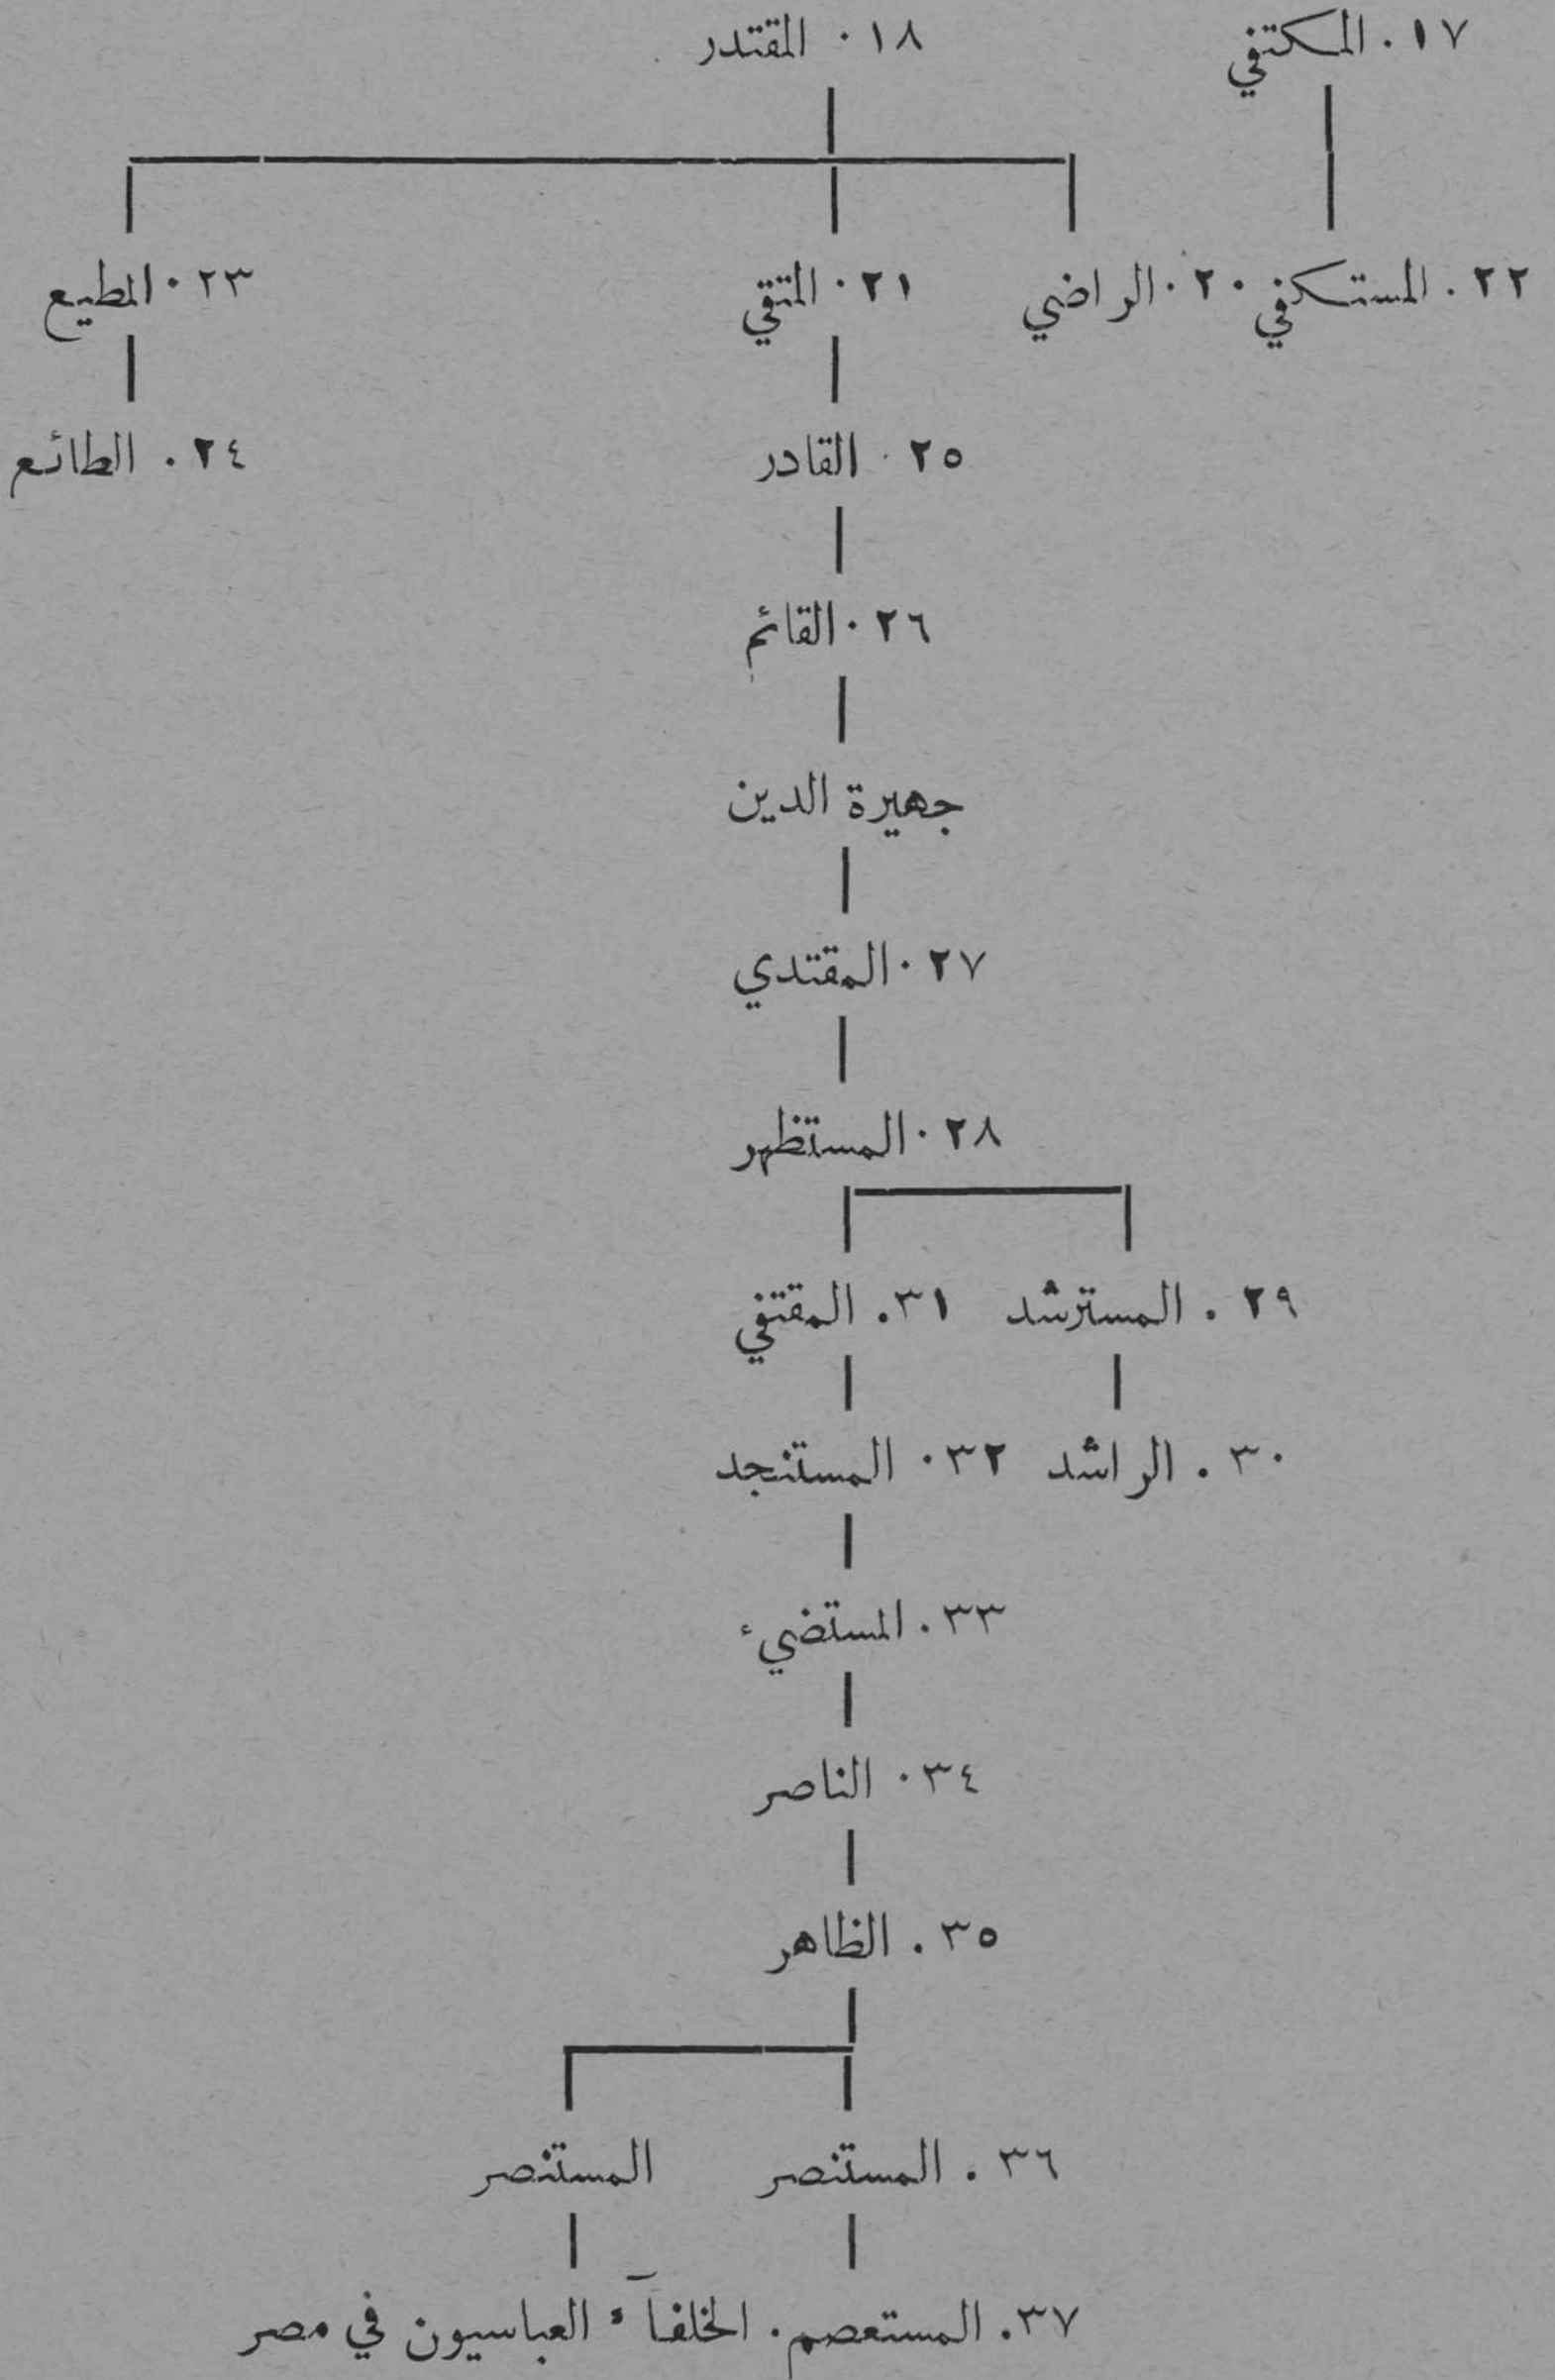 ١٧. المكتفي ١٨. المقتدر
٢٢. المستكفي ٢٠. الراضي ٢١. المتقي ٢٣. المطيع
٢٥. القادر ٢٤. الطائع
٢٦. القائم
جهيرة الدين
٢٧. المقتدي
٢٨. المستظهر
٢٩. المسترشد ٣١. المقتفي
٣٠. الراشد ٣٢. المستنجد
٣٣. المستضيء
٣٤. الناصر
٣٥. الظاهر
٣٦. المستنصر المستنصر
٣٧. المستعصم. الخلفآء العباسيون في مصر